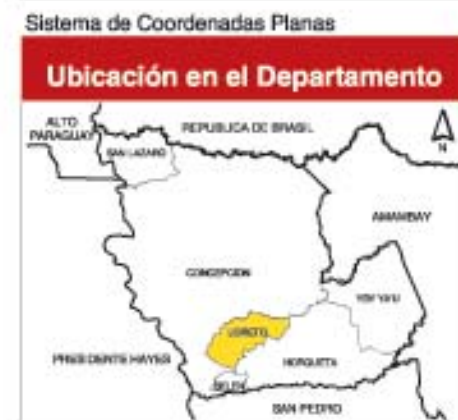 Sistema de Coordenadas Planas
Ubicación en el Departamento
ALTO
PARAGUAY
REPUBLICA DE BRASIL
N
SAN LAZARO
AMAMBAY
CONCEPCION
YBY YAU
LORETO
PRESIDENTE HAYES
HORQUETA
BELEN
SAN PEDRO